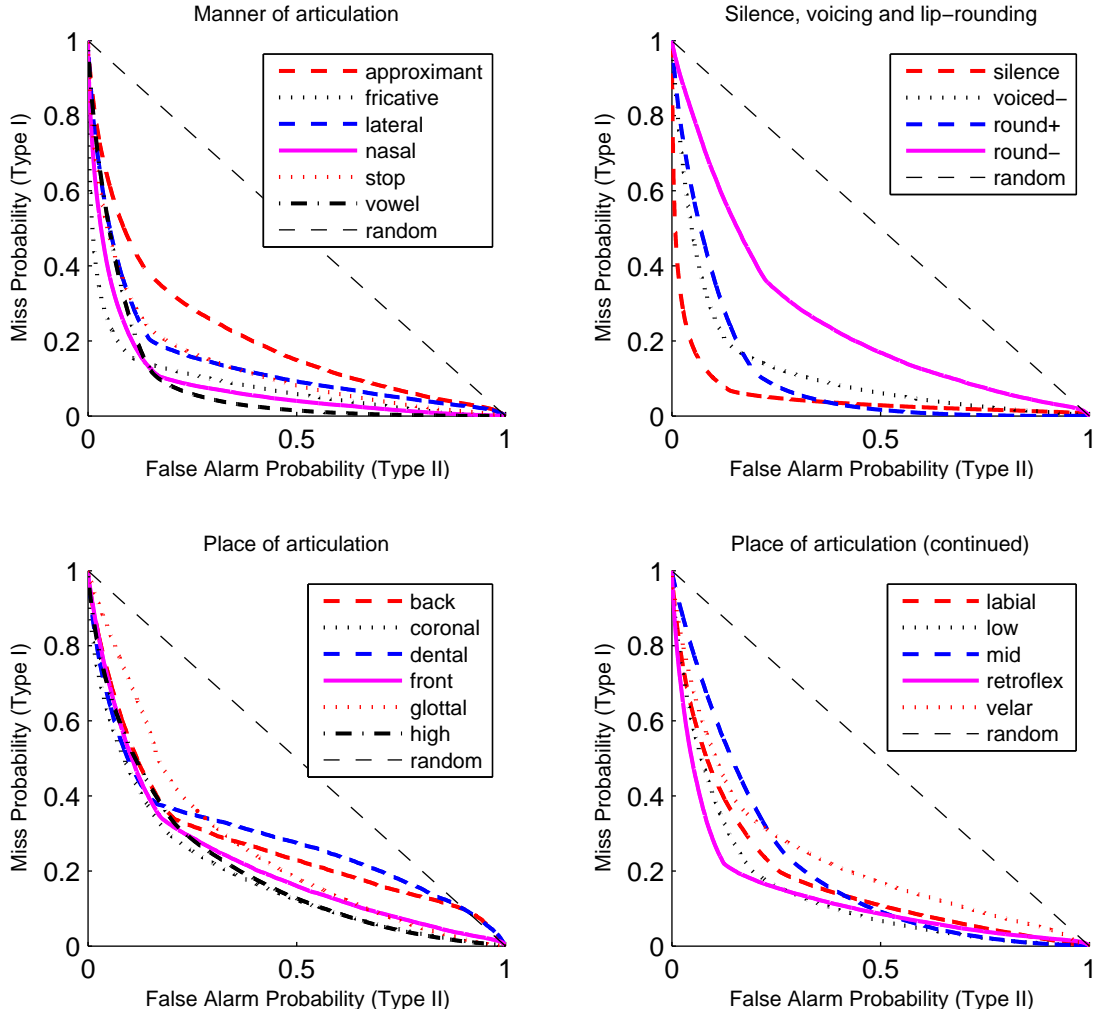 Manner of articulation
1
0.8
0.6
0.4
0.2
0
0
0.5
1
Miss Probability (Type I)
False Alarm Probability (Type II)
approximant
fricative
lateral
nasal
stop
vowel
random
Silence, voicing and lip−rounding
1
0.8
0.6
0.4
0.2
0
0
0.5
1
Miss Probability (Type I)
False Alarm Probability (Type II)
silence
voiced−
round+
round−
random
Place of articulation
1
0.8
0.6
0.4
0.2
0
0
0.5
1
Miss Probability (Type I)
False Alarm Probability (Type II)
back
coronal
dental
front
glottal
high
random
Place of articulation (continued)
1
0.8
0.6
0.4
0.2
0
0
0.5
1
Miss Probability (Type I)
False Alarm Probability (Type II)
labial
low
mid
retroflex
velar
random